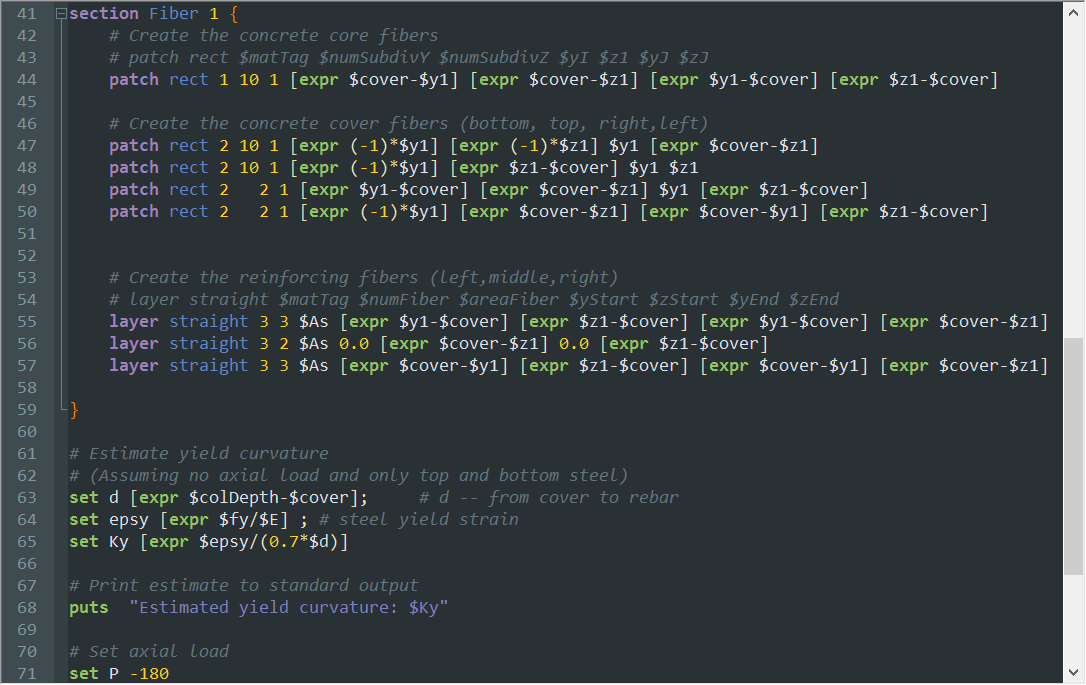 41 section Fiber 1 {
42 # Create the concrete core fibers
43 # patch rect $matTag $numSubdivY $numSubdivZ $yI $z1 $yJ $zJ
44 patch rect 1 10 1 [expr $cover-$y1] [expr $cover-$z1] [expr $y1-$cover] [expr $z1-$cover]
45
46 # Create the concrete cover fibers (bottom, top, right,left)
47 patch rect 2 10 1 [expr (-1)*$y1] [expr (-1)*$z1] $y1 [expr $cover-$z1]
48 patch rect 2 10 1 [expr (-1)*$y1] [expr $z1-$cover] $y1 $z1
49 patch rect 2   2 1 [expr $y1-$cover] [expr $cover-$z1] $y1 [expr $z1-$cover]
50 patch rect 2   2 1 [expr (-1)*$y1] [expr $cover-$z1] [expr $cover-$y1] [expr $z1-$cover]
51
52
53 # Create the reinforcing fibers (left,middle,right)
54 # layer straight $matTag $numFiber $areaFiber $yStart $zStart $yEnd $zEnd
55 layer straight 3 3 $As [expr $y1-$cover] [expr $z1-$cover] [expr $y1-$cover] [expr $cover-$z1]
56 layer straight 3 2 $As 0.0 [expr $cover-$z1] 0.0 [expr $z1-$cover]
57 layer straight 3 3 $As [expr $cover-$y1] [expr $z1-$cover] [expr $cover-$y1] [expr $cover-$z1]
58
59 }
60
61 # Estimate yield curvature
62 # (Assuming no axial load and only top and bottom steel)
63 set d [expr $colDepth-$cover];     # d -- from cover to rebar
64 set epsy [expr $fy/$E] ; # steel yield strain
65 set Ky [expr $epsy/(0.7*$d)]
66
67 # Print estimate to standard output
68 puts  "Estimated yield curvature: $Ky"
69
70 # Set axial load
71 set P -180